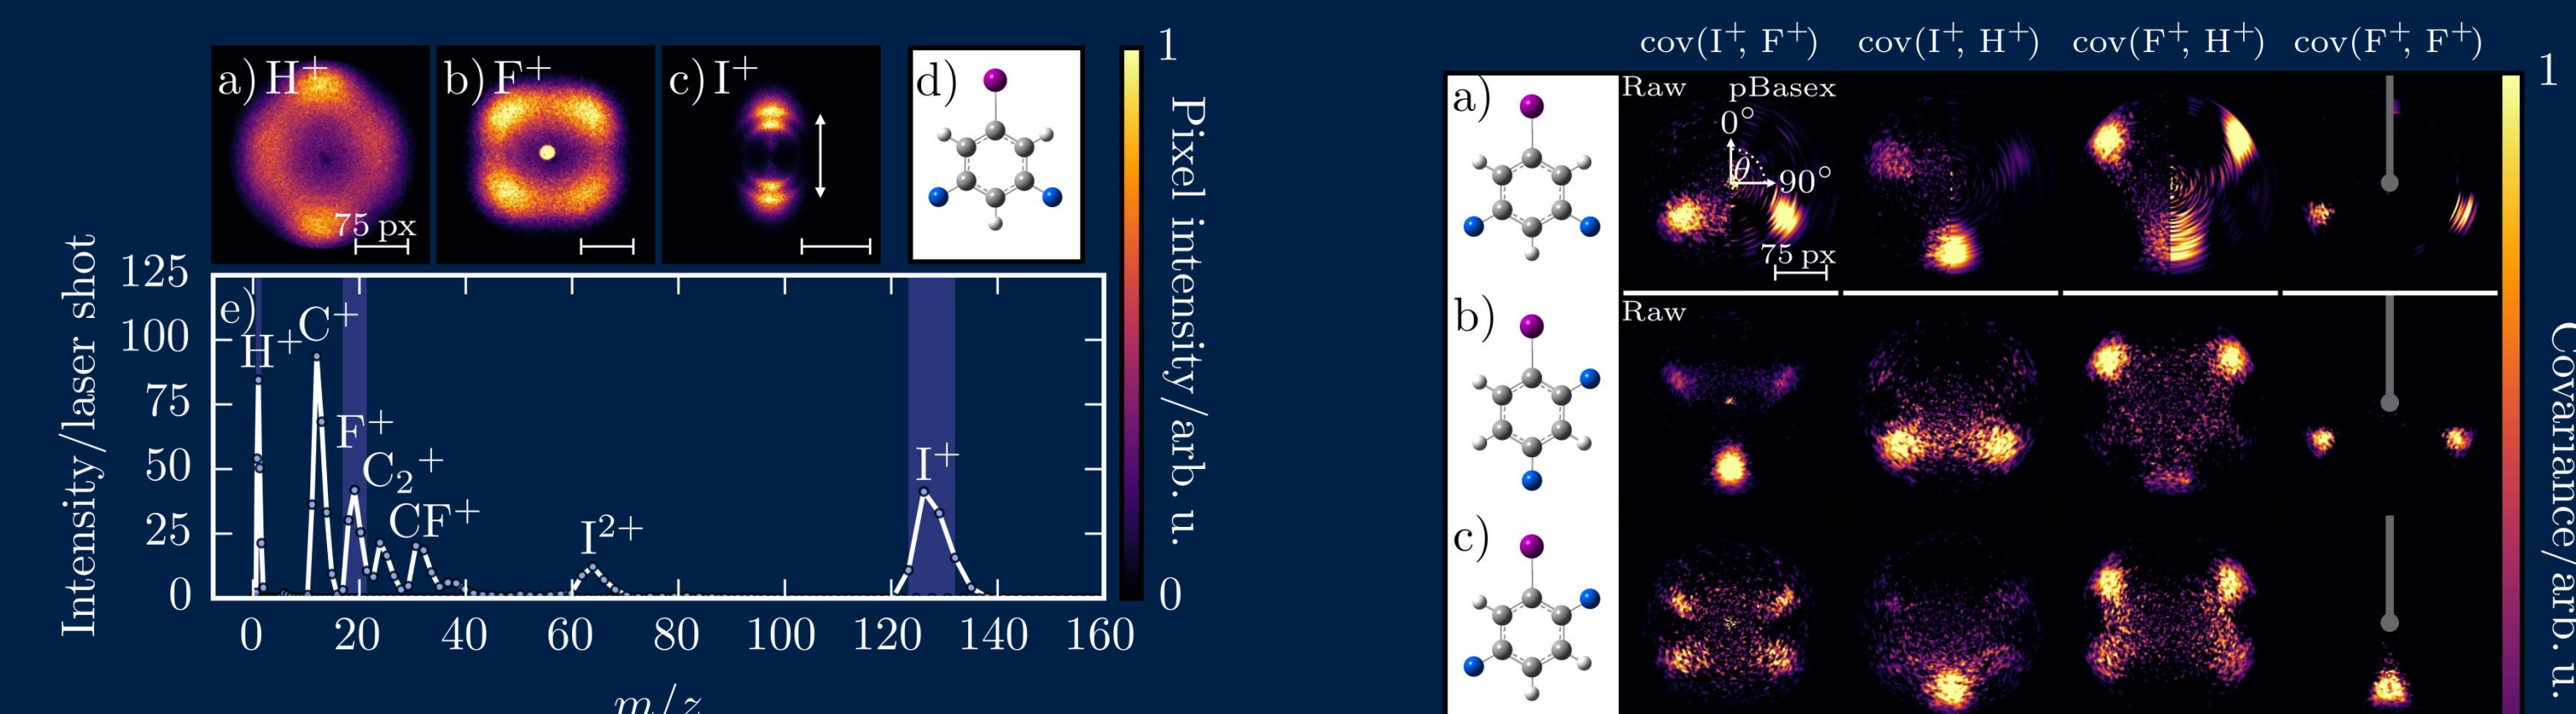 a) H⁺
b) F⁺
c) I⁺
d)
75 px
1
Pixel intensity/arb. u.
0
Intensity/laser shot
125
100
75
50
25
0
e)
H⁺
C⁺
F⁺
C₂⁺
CF⁺
I²⁺
I⁺
0 20 40 60 80 100 120 140 160
m/z
cov(I⁺, F⁺) cov(I⁺, H⁺) cov(F⁺, H⁺) cov(F⁺, F⁺)
a)
Raw pBasex
0°
θ
90°
75 px
1
b)
Raw
c)
Covariance/arb. u.